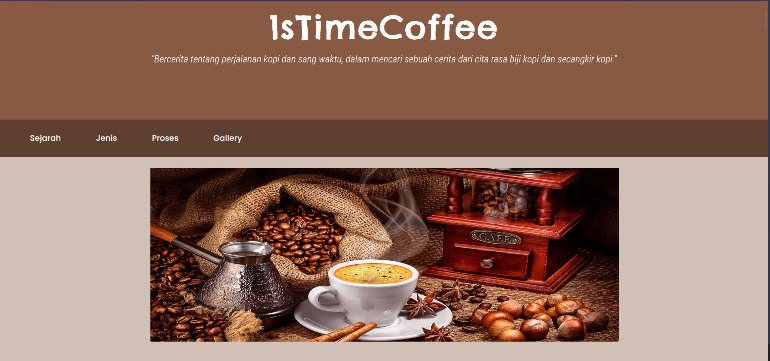 1sTimeCoffee
"Bercerita tentang perjalanan kopi dan sang waktu, dalam mencari sebuah cerita dari cita rasa biji kopi dan secangkir kopi."
Sejarah Jenis Proses Gallery
CAFÉ